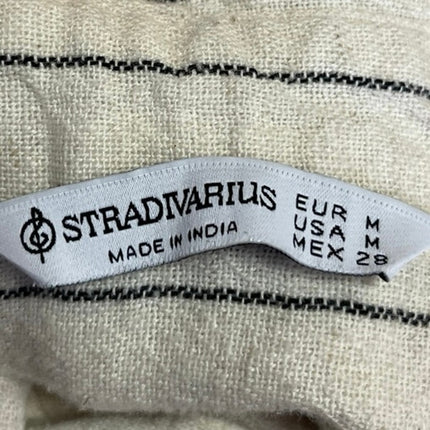 STRADIVARIUS
MADE IN INDIA
EUR M
USA M
MEX 28